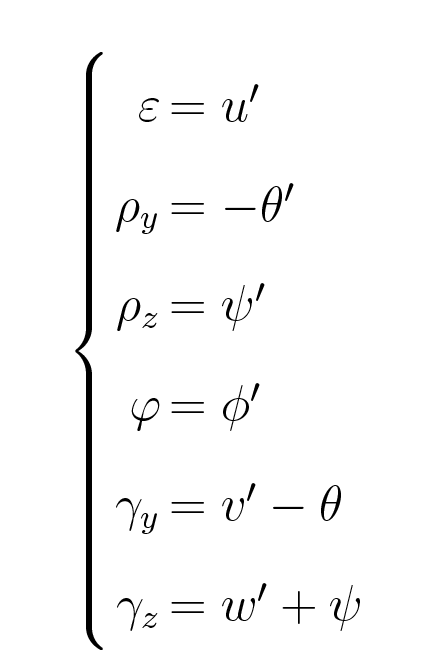 ε = u′
ρ_y = −θ′
ρ_z = ψ′
φ = ϕ′
γ_y = v′ − θ
γ_z = w′ + ψ